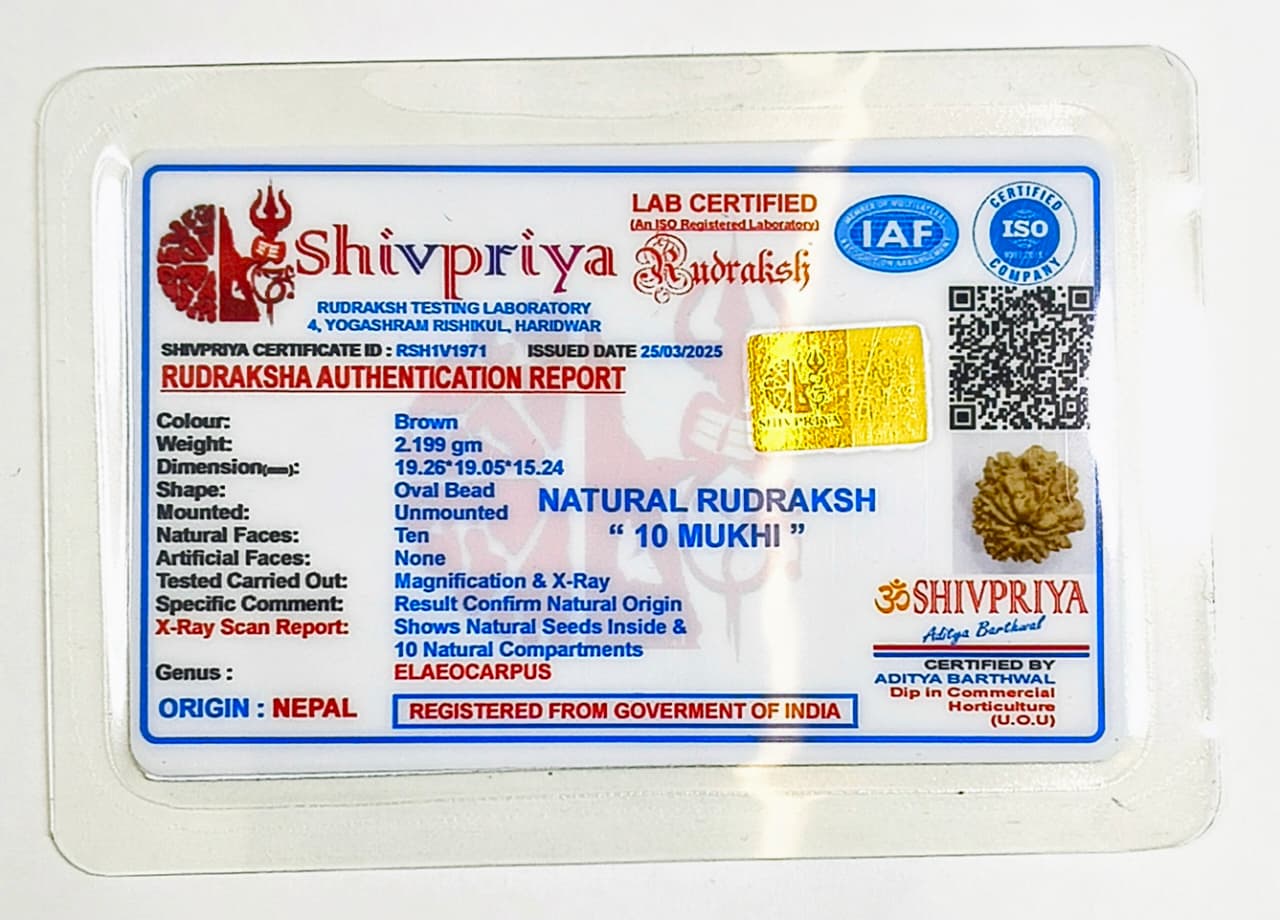 Shivpriya
RUDRAKSH TESTING LABORATORY
4, YOGASHRAM RISHIKUL, HARIDWAR
LAB CERTIFIED
(An ISO Registered Laboratory)
Rudraksh
IAF
CERTIFIED
ISO
COMPANY
SHIVPRIYA CERTIFICATE ID : RSH1V1971 ISSUED DATE 25/03/2025
RUDRAKSHA AUTHENTICATION REPORT
SHIV PRIYA
Colour: Brown
Weight: 2.199 gm
Dimension(mm): 19.26*19.05*15.24
Shape: Oval Bead
Mounted: Unmounted
Natural Faces: Ten
Artificial Faces: None
Tested Carried Out: Magnification & X-Ray
Specific Comment: Result Confirm Natural Origin
X-Ray Scan Report: Shows Natural Seeds Inside &
10 Natural Compartments
Genus : ELAEOCARPUS
ORIGIN : NEPAL
REGISTERED FROM GOVERMENT OF INDIA
NATURAL RUDRAKSH
“ 10 MUKHI ”
ॐ SHIVPRIYA
Aditya Barthwal
CERTIFIED BY
ADITYA BARTHWAL
Dip in Commercial
Horticulture
(U.O.U)